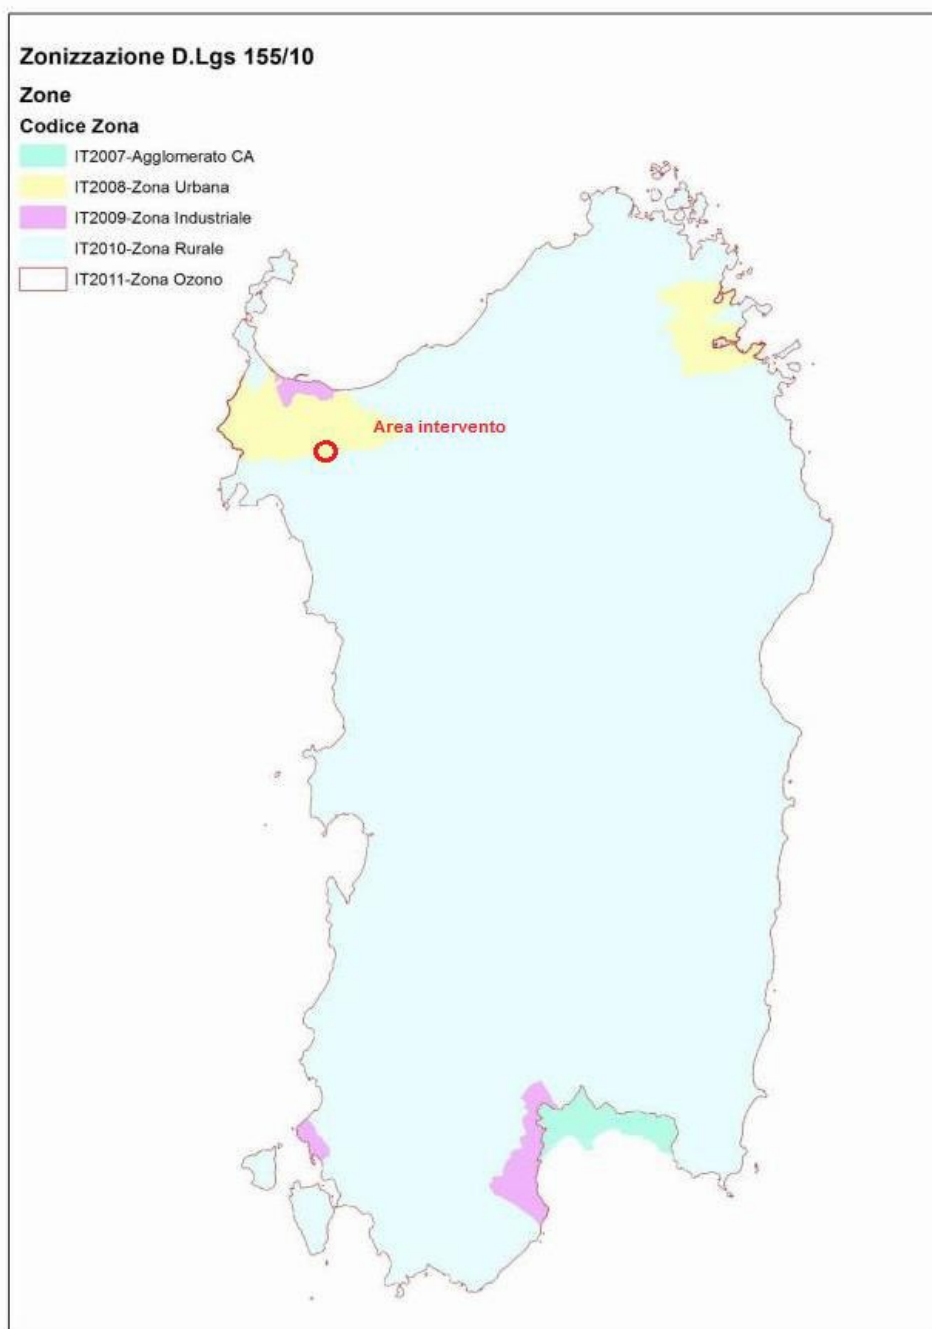 Zonizzazione D.Lgs 155/10
Zone
Codice Zona
IT2007-Agglomerato CA
IT2008-Zona Urbana
IT2009-Zona Industriale
IT2010-Zona Rurale
IT2011-Zona Ozono
Area intervento